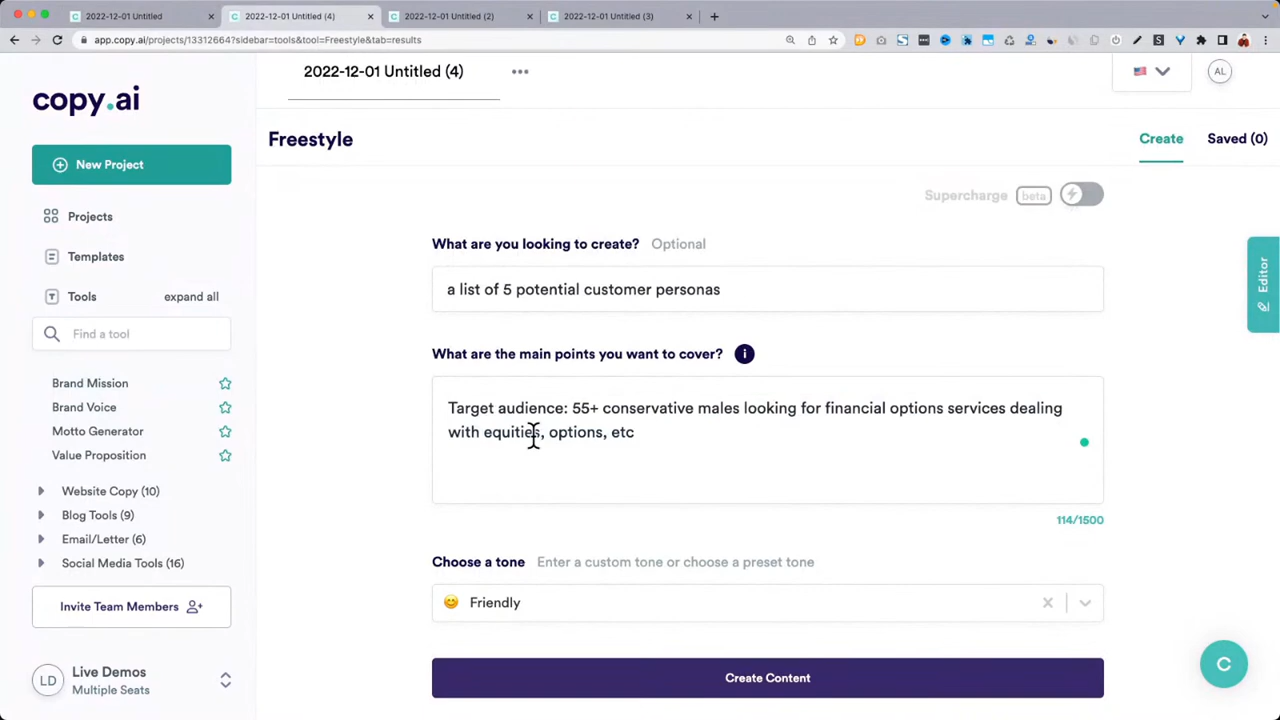 2022-12-01 Untitled
2022-12-01 Untitled (4)
2022-12-01 Untitled (2)
2022-12-01 Untitled (3)
app.copy.ai/projects/13312664?sidebar=tools&tool=Freestyle&tab=results
copy.ai
2022-12-01 Untitled (4)
AL
New Project
Projects
Templates
Tools
expand all
Find a tool
Brand Mission
Brand Voice
Motto Generator
Value Proposition
Website Copy (10)
Blog Tools (9)
Email/Letter (6)
Social Media Tools (16)
Invite Team Members
LD
Live Demos
Multiple Seats
Freestyle
Create
Saved (0)
Supercharge beta
What are you looking to create? Optional
a list of 5 potential customer personas
What are the main points you want to cover? i
Target audience: 55+ conservative males looking for financial options services dealing
with equities, options, etc
114/1500
Choose a tone Enter a custom tone or choose a preset tone
Friendly
Create Content
Editor
C